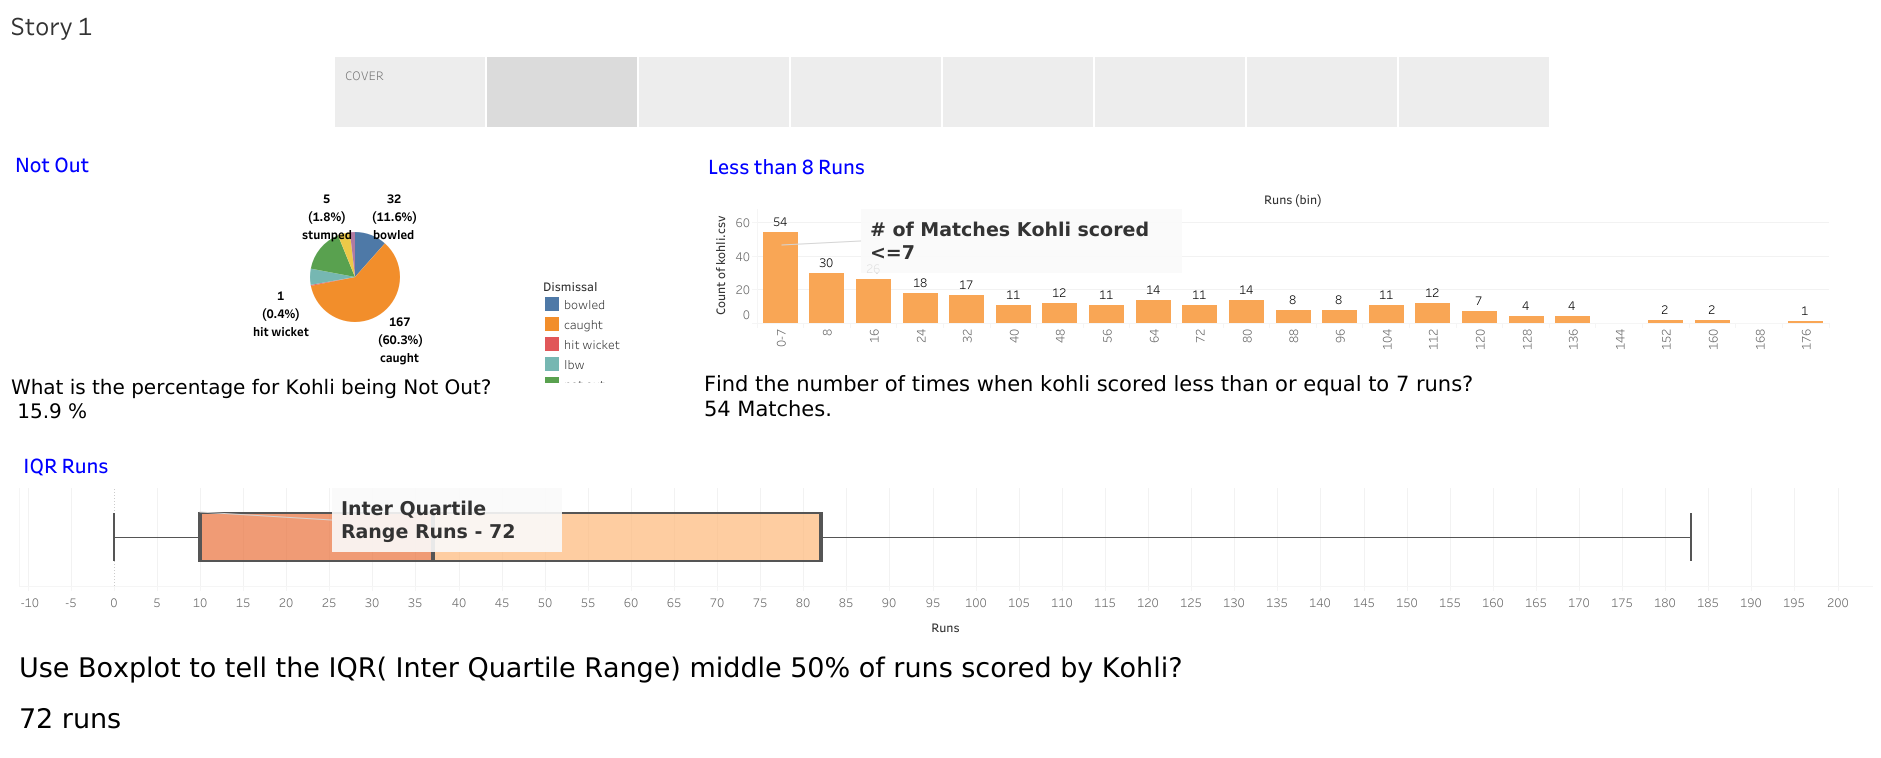 Story 1
COVER
Not Out
5
(1.8%)
stumped
32
(11.6%)
bowled
1
(0.4%)
hit wicket
167
(60.3%)
caught
Dismissal
bowled
caught
hit wicket
lbw
What is the percentage for Kohli being Not Out?
15.9 %
Less than 8 Runs
Runs (bin)
Count of kohli.csv
60
40
20
0
# of Matches Kohli scored
<=7
54 30 26 18 17 11 12 11 14 11 14 8 8 11 12 7 4 4 2 2 1
0-7 8 16 24 32 40 48 56 64 72 80 88 96 104 112 120 128 136 144 152 160 168 176
Find the number of times when kohli scored less than or equal to 7 runs?
54 Matches.
IQR Runs
Inter Quartile
Range Runs - 72
-10 -5 0 5 10 15 20 25 30 35 40 45 50 55 60 65 70 75 80 85 90 95 100 105 110 115 120 125 130 135 140 145 150 155 160 165 170 175 180 185 190 195 200
Runs
Use Boxplot to tell the IQR( Inter Quartile Range) middle 50% of runs scored by Kohli?
72 runs